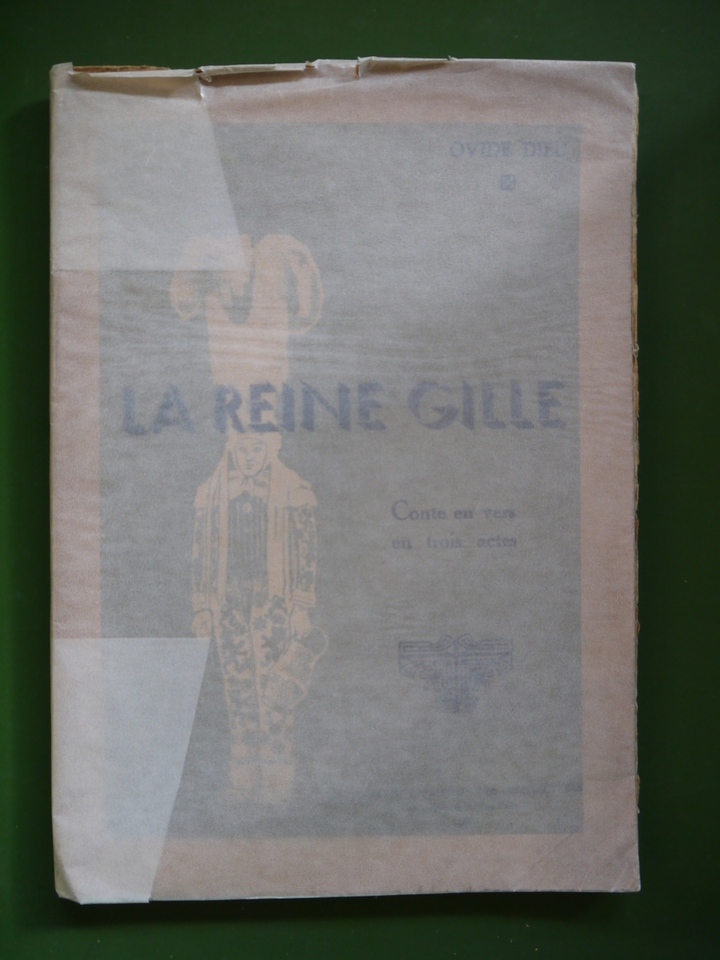 OVIDE DIEU
LA REINE GILLE
Conte en vers
en trois actes